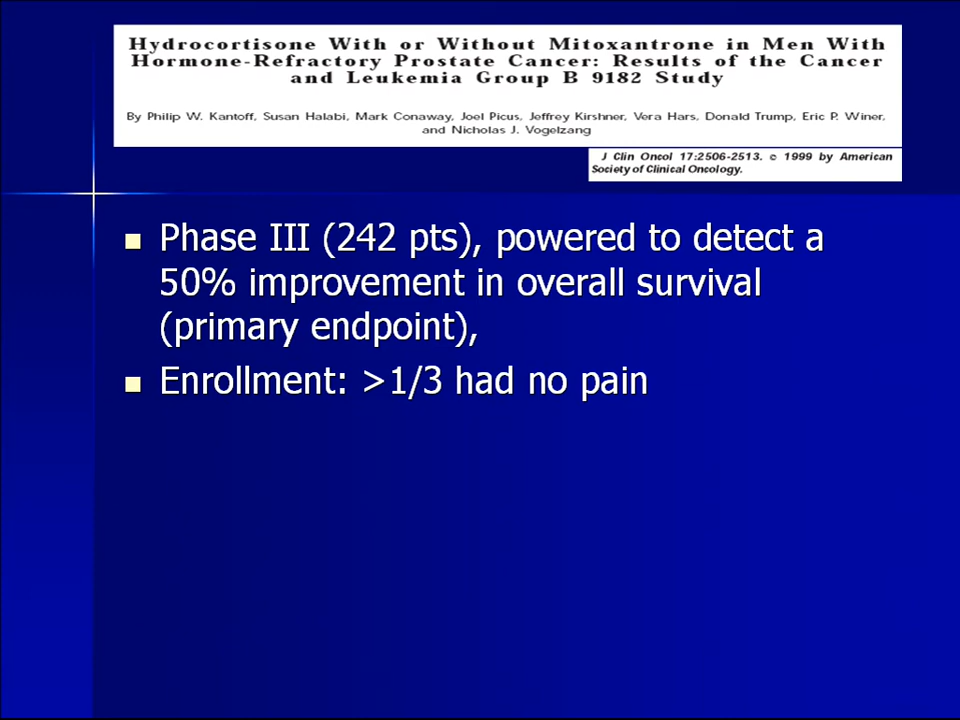 Hydrocortisone With or Without Mitoxantrone in Men With
Hormone-Refractory Prostate Cancer: Results of the Cancer
and Leukemia Group B 9182 Study
By Philip W. Kantoff, Susan Halabi, Mark Conaway, Joel Picus, Jeffrey Kirshner, Vera Hars, Donald Trump, Eric P. Winer,
and Nicholas J. Vogelzang
J Clin Oncol 17:2506-2513. © 1999 by American
Society of Clinical Oncology.
■ Phase III (242 pts), powered to detect a
50% improvement in overall survival
(primary endpoint),
■ Enrollment: >1/3 had no pain